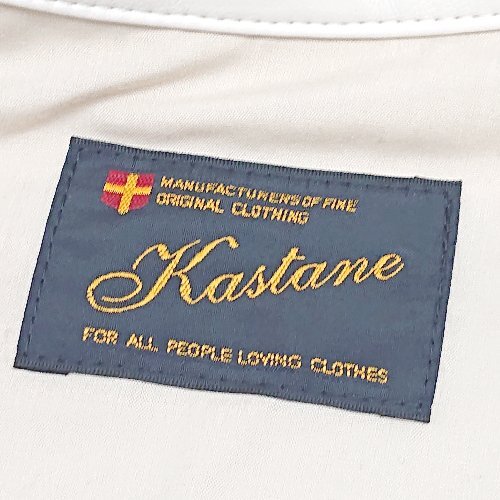 MANUFACTURERS OF FINE
ORIGINAL CLOTHING
Kastane
FOR ALL PEOPLE LOVING CLOTHES